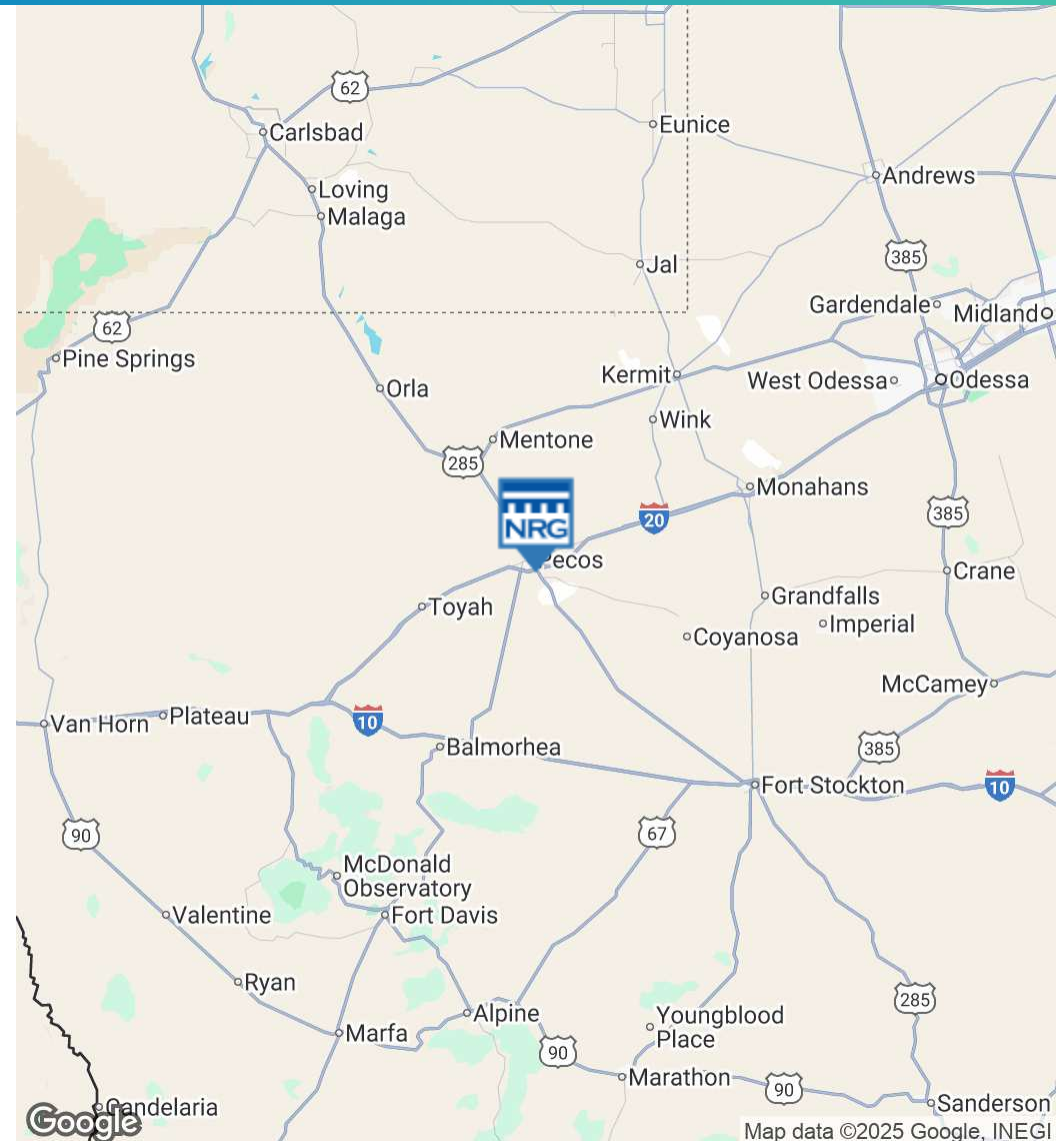 62
Carlsbad
Eunice
Andrews
Loving
Malaga
385
Jal
Gardendale
Midland
62
Pine Springs
Kermit
West Odessa
Odessa
Orla
Wink
Mentone
285
Monahans
NRG
20
385
Pecos
Crane
Toyah
Grandfalls
Imperial
Coyanosa
McCamey
Van Horn
Plateau
10
Balmorhea
385
Fort Stockton
10
90
67
McDonald
Observatory
Valentine
Fort Davis
Ryan
285
Alpine
Youngblood
Place
Marfa
90
Marathon
90
Candelaria
Sanderson
Google
Map data ©2025 Google, INEGI